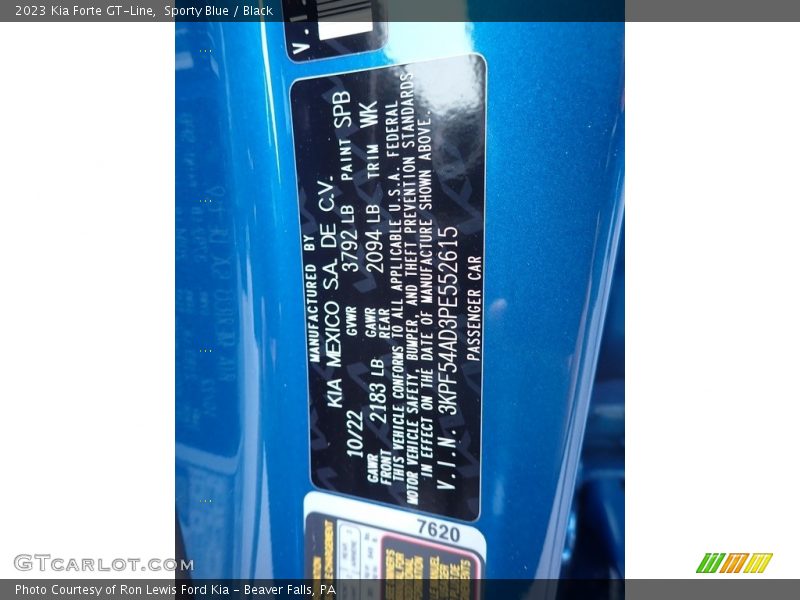 2023 Kia Forte GT-Line, Sporty Blue / Black
V.I.
MANUFACTURED BY
KIA MEXICO S.A. DE C.V.
10/22 GVWR 3792 LB PAINT SPB
GAWR FRONT 2183 LB GAWR REAR 2094 LB TRIM WK
THIS VEHICLE CONFORMS TO ALL APPLICABLE U.S.A. FEDERAL
MOTOR VEHICLE SAFETY, BUMPER, AND THEFT PREVENTION STANDARDS
IN EFFECT ON THE DATE OF MANUFACTURE SHOWN ABOVE.
V.I.N. 3KPF54AD3PE552615
PASSENGER CAR
7620
GTCarLot.com
Photo Courtesy of Ron Lewis Ford Kia - Beaver Falls, PA